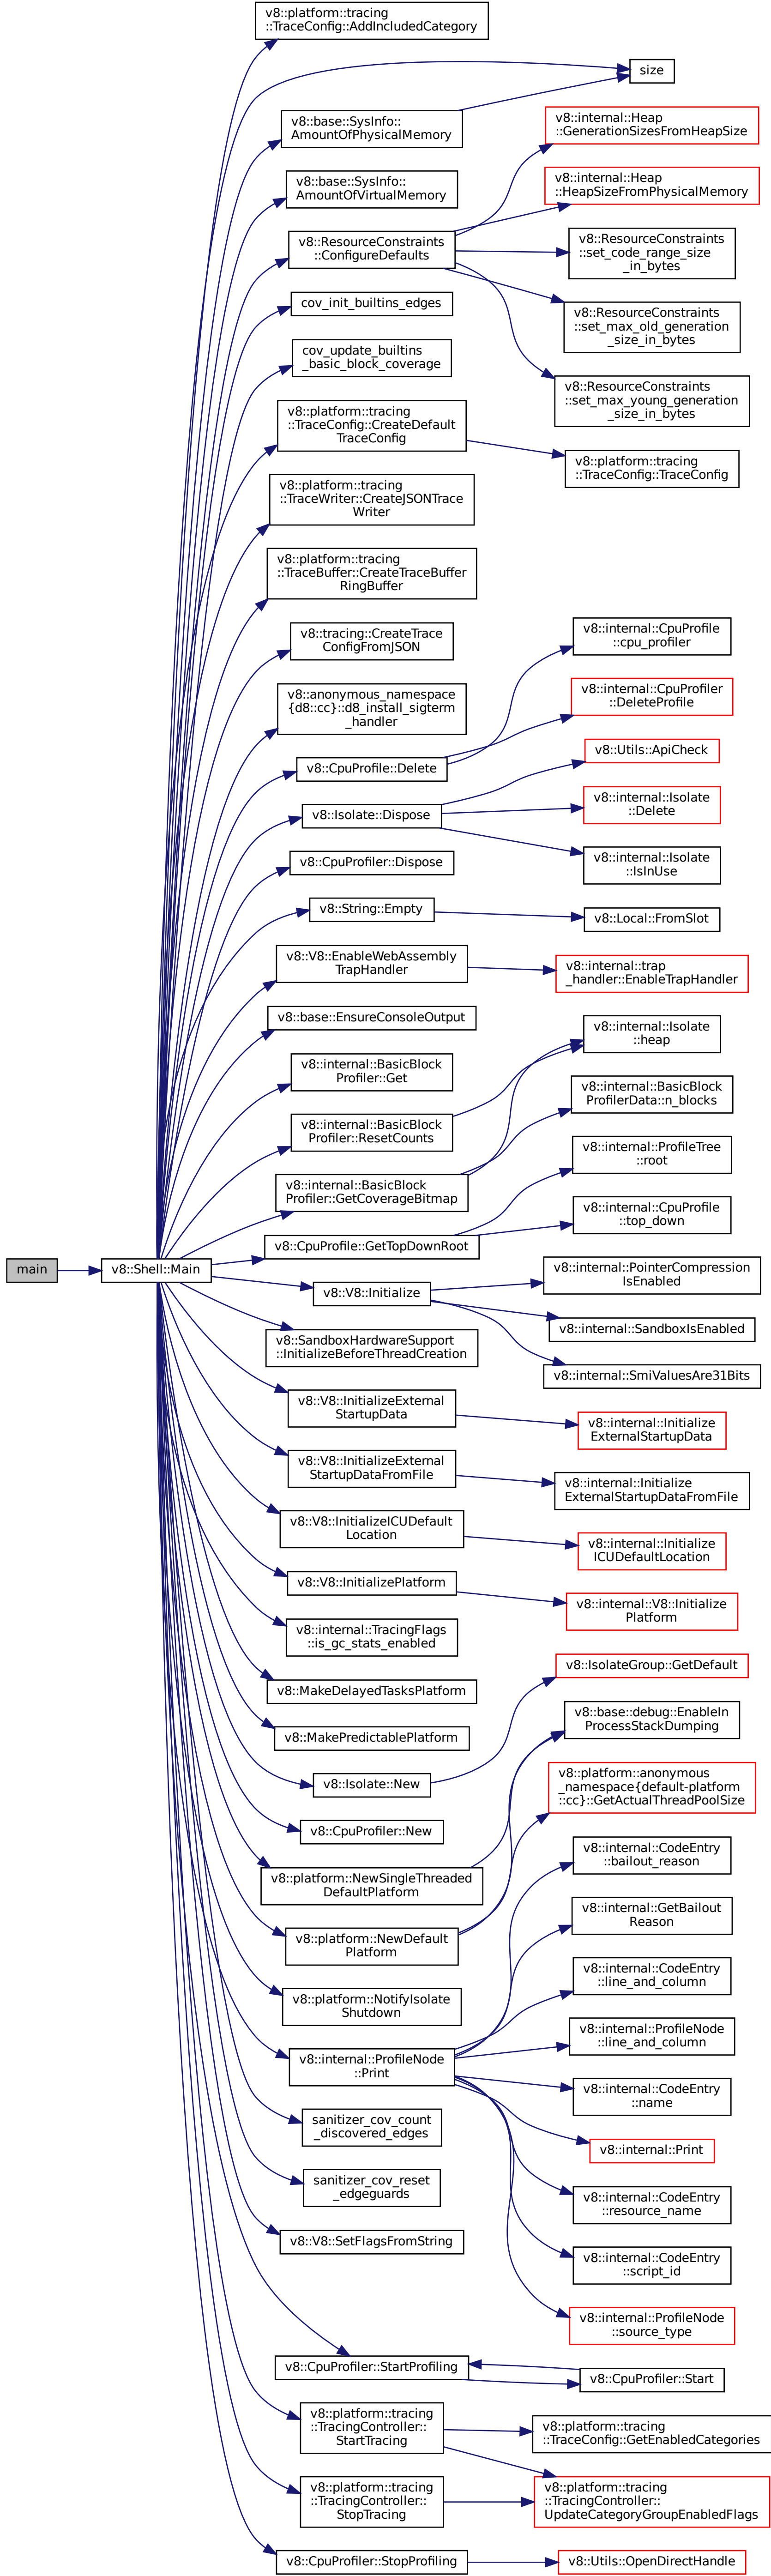 v8::platform::tracing
::TraceConfig::AddIncludedCategory
size
v8::base::SysInfo::
AmountOfPhysicalMemory
v8::internal::Heap
::GenerationSizesFromHeapSize
v8::base::SysInfo::
AmountOfVirtualMemory
v8::internal::Heap
::HeapSizeFromPhysicalMemory
v8::ResourceConstraints
::ConfigureDefaults
v8::ResourceConstraints
::set_code_range_size
_in_bytes
cov_init_builtins_edges
v8::ResourceConstraints
::set_max_old_generation
_size_in_bytes
cov_update_builtins
_basic_block_coverage
v8::ResourceConstraints
::set_max_young_generation
_size_in_bytes
v8::platform::tracing
::TraceConfig::CreateDefault
TraceConfig
v8::platform::tracing
::TraceConfig::TraceConfig
v8::platform::tracing
::TraceWriter::CreateJSONTrace
Writer
v8::platform::tracing
::TraceBuffer::CreateTraceBuffer
RingBuffer
v8::tracing::CreateTrace
ConfigFromJSON
v8::internal::CpuProfile
::cpu_profiler
v8::anonymous_namespace
{d8::cc}::d8_install_sigterm
_handler
v8::internal::CpuProfiler
::DeleteProfile
v8::CpuProfile::Delete
v8::Utils::ApiCheck
v8::Isolate::Dispose
v8::internal::Isolate
::Delete
v8::CpuProfiler::Dispose
v8::internal::Isolate
::IsInUse
v8::String::Empty
v8::Local::FromSlot
v8::V8::EnableWebAssembly
TrapHandler
v8::internal::trap
_handler::EnableTrapHandler
v8::base::EnsureConsoleOutput
v8::internal::Isolate
::heap
v8::internal::BasicBlock
Profiler::Get
v8::internal::BasicBlock
ProfilerData::n_blocks
v8::internal::BasicBlock
Profiler::ResetCounts
v8::internal::ProfileTree
::root
v8::internal::BasicBlock
Profiler::GetCoverageBitmap
v8::internal::CpuProfile
::top_down
v8::CpuProfile::GetTopDownRoot
main
v8::Shell::Main
v8::internal::PointerCompression
IsEnabled
v8::V8::Initialize
v8::internal::SandboxIsEnabled
v8::SandboxHardwareSupport
::InitializeBeforeThreadCreation
v8::internal::SmiValuesAre31Bits
v8::V8::InitializeExternal
StartupData
v8::internal::Initialize
ExternalStartupData
v8::V8::InitializeExternal
StartupDataFromFile
v8::internal::Initialize
ExternalStartupDataFromFile
v8::V8::InitializeICUDefault
Location
v8::internal::Initialize
ICUDefaultLocation
v8::V8::InitializePlatform
v8::internal::V8::Initialize
Platform
v8::internal::TracingFlags
::is_gc_stats_enabled
v8::IsolateGroup::GetDefault
v8::MakeDelayedTasksPlatform
v8::base::debug::EnableIn
ProcessStackDumping
v8::MakePredictablePlatform
v8::Isolate::New
v8::platform::anonymous
_namespace{default-platform
::cc}::GetActualThreadPoolSize
v8::CpuProfiler::New
v8::internal::CodeEntry
::bailout_reason
v8::platform::NewSingleThreaded
DefaultPlatform
v8::internal::GetBailout
Reason
v8::platform::NewDefault
Platform
v8::internal::CodeEntry
::line_and_column
v8::platform::NotifyIsolate
Shutdown
v8::internal::ProfileNode
::line_and_column
v8::internal::ProfileNode
::Print
v8::internal::CodeEntry
::name
sanitizer_cov_count
_discovered_edges
v8::internal::Print
sanitizer_cov_reset
_edgeguards
v8::internal::CodeEntry
::resource_name
v8::V8::SetFlagsFromString
v8::internal::CodeEntry
::script_id
v8::internal::ProfileNode
::source_type
v8::CpuProfiler::StartProfiling
v8::CpuProfiler::Start
v8::platform::tracing
::TracingController::
StartTracing
v8::platform::tracing
::TraceConfig::GetEnabledCategories
v8::platform::tracing
::TracingController::
StopTracing
v8::platform::tracing
::TracingController::
UpdateCategoryGroupEnabledFlags
v8::CpuProfiler::StopProfiling
v8::Utils::OpenDirectHandle